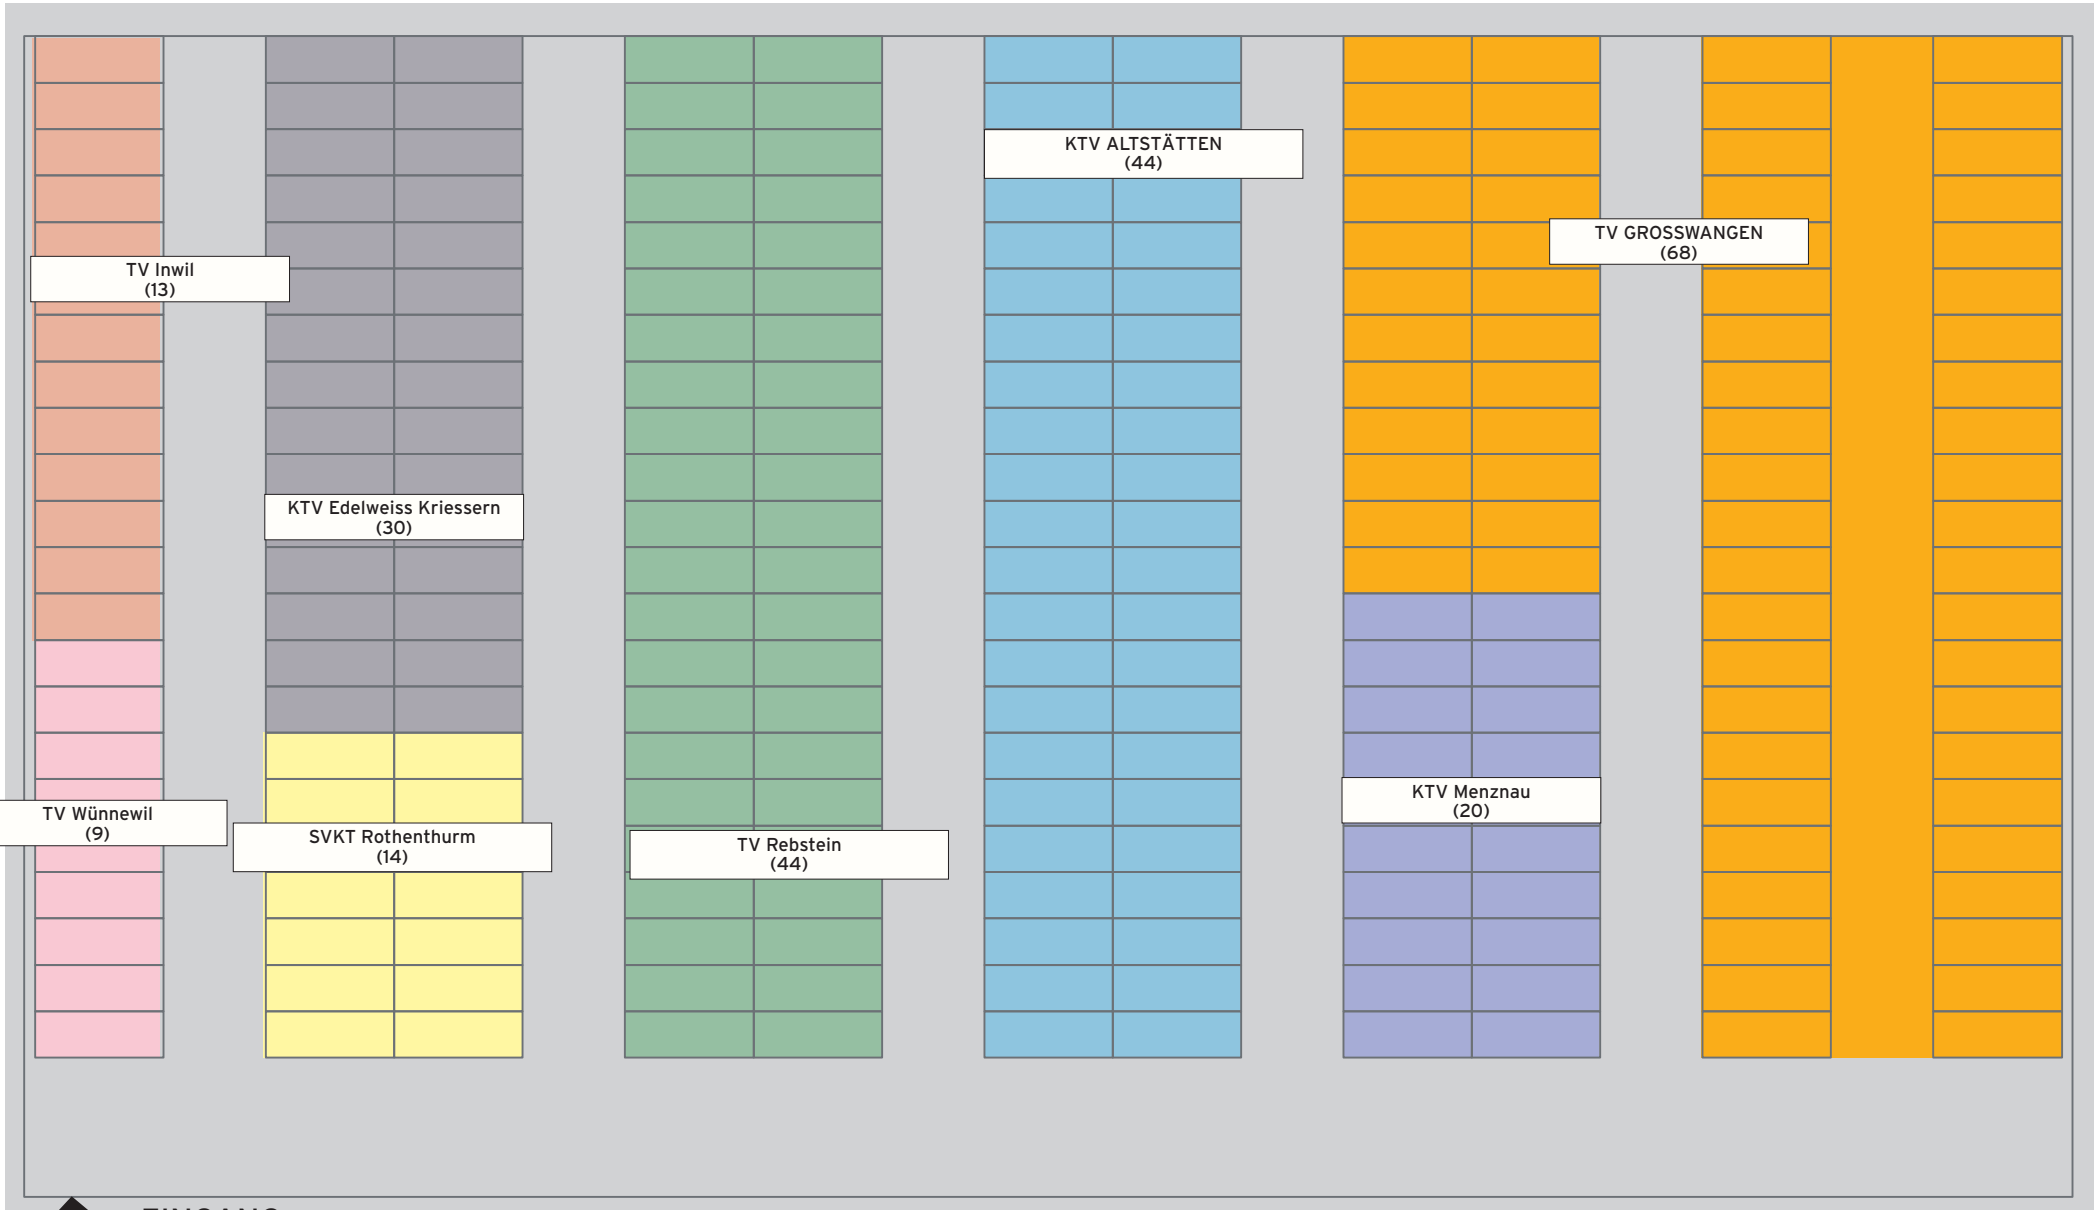 KTV ALTSTÄTTEN
(44)
TV GROSSWANGEN
(68)
TV Inwil
(13)
KTV Edelweiss Kriessern
(30)
KTV Menznau
(20)
TV Wünnewil
(9)
SVKT Rothenthurm
(14)
TV Rebstein
(44)
EINGANG